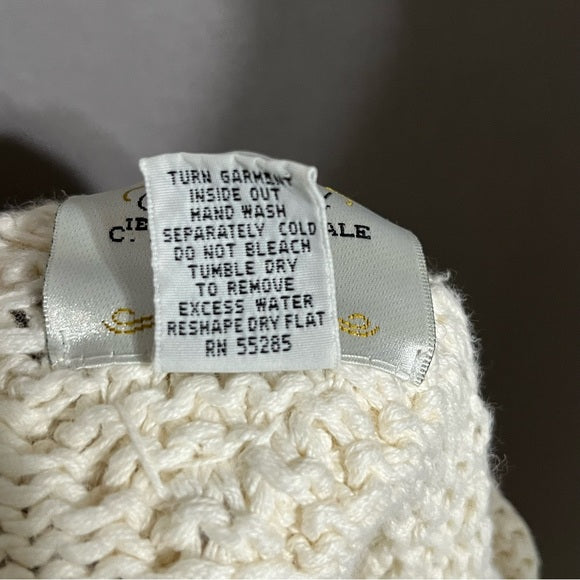 TURN GARMENT
INSIDE OUT
HAND WASH
SEPARATELY COLD
DO NOT BLEACH
TUMBLE DRY
TO REMOVE
EXCESS WATER
RESHAPE DRY FLAT
RN 55285